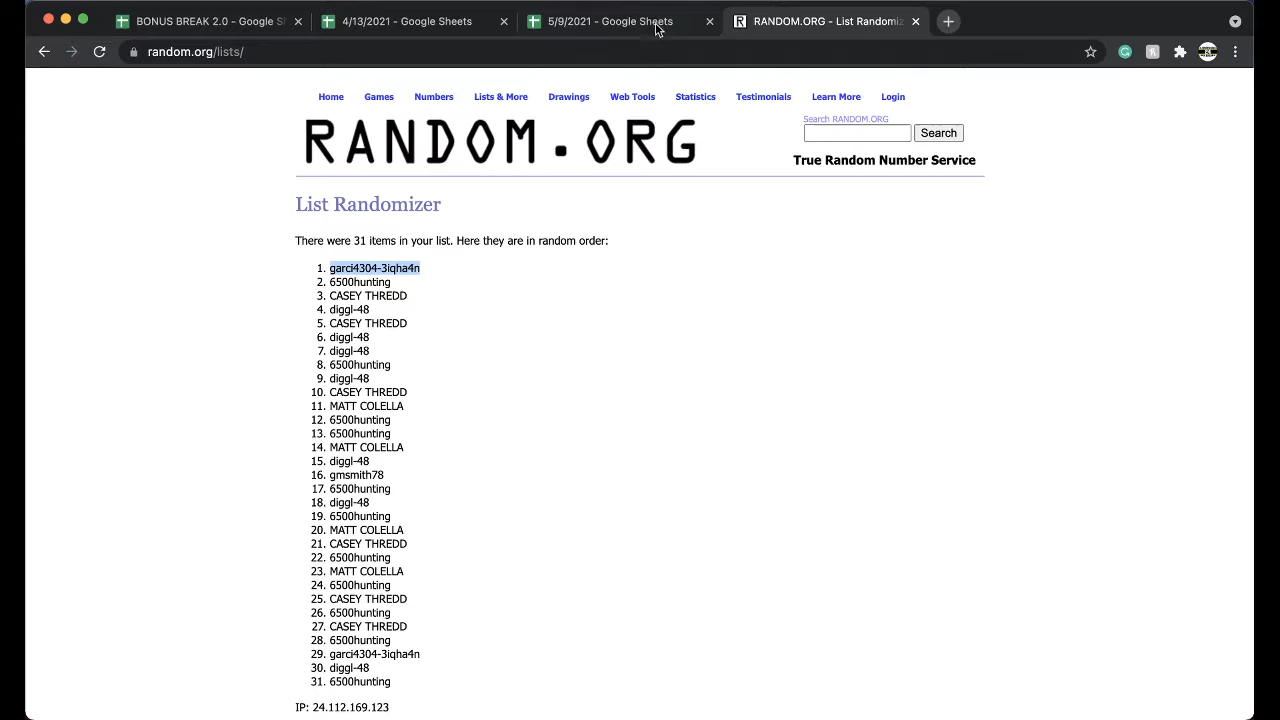 BONUS BREAK 2.0 - Google S
4/13/2021 - Google Sheets
5/9/2021 - Google Sheets
RANDOM.ORG - List Randomiz
random.org/lists/
Home Games Numbers Lists & More Drawings Web Tools Statistics Testimonials Learn More Login
RANDOM.ORG
Search RANDOM.ORG
Search
True Random Number Service
List Randomizer
There were 31 items in your list. Here they are in random order:
1. garci4304-3iqha4n
2. 6500hunting
3. CASEY THREDD
4. diggl-48
5. CASEY THREDD
6. diggl-48
7. diggl-48
8. 6500hunting
9. diggl-48
10. CASEY THREDD
11. MATT COLELLA
12. 6500hunting
13. 6500hunting
14. MATT COLELLA
15. diggl-48
16. gmsmith78
17. 6500hunting
18. diggl-48
19. 6500hunting
20. MATT COLELLA
21. CASEY THREDD
22. 6500hunting
23. MATT COLELLA
24. 6500hunting
25. CASEY THREDD
26. 6500hunting
27. CASEY THREDD
28. 6500hunting
29. garci4304-3iqha4n
30. diggl-48
31. 6500hunting
IP: 24.112.169.123